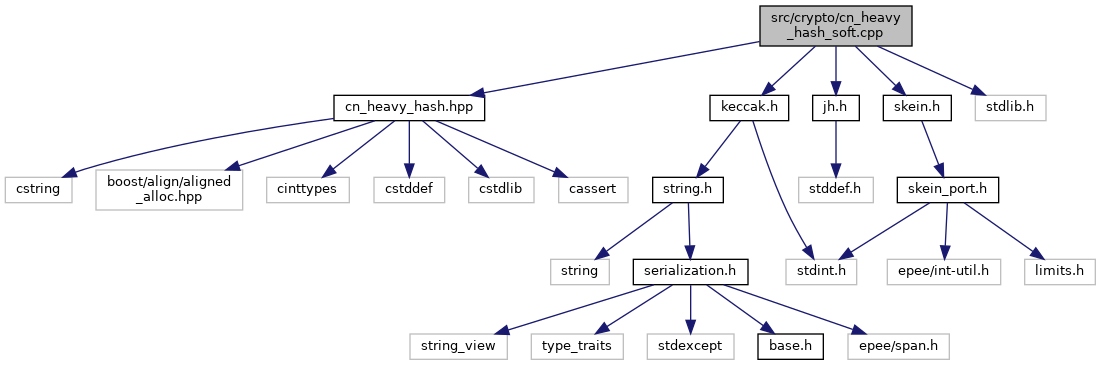 src/crypto/cn_heavy
_hash_soft.cpp
cn_heavy_hash.hpp
keccak.h
jh.h
skein.h
stdlib.h
cstring
boost/align/aligned
_alloc.hpp
cinttypes
cstddef
cstdlib
cassert
string.h
stddef.h
skein_port.h
string
serialization.h
stdint.h
epee/int-util.h
limits.h
string_view
type_traits
stdexcept
base.h
epee/span.h